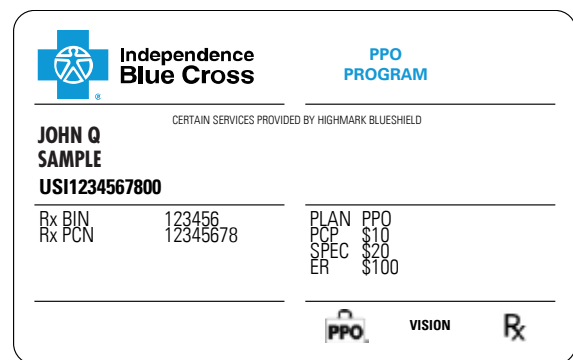 Independence
Blue Cross
®
PPO
PROGRAM
CERTAIN SERVICES PROVIDED BY HIGHMARK BLUESHIELD
JOHN Q
SAMPLE
USI1234567800
Rx BIN 123456
Rx PCN 12345678
PLAN PPO
PCP $10
SPEC $20
ER $100
PPO
VISION
Rx